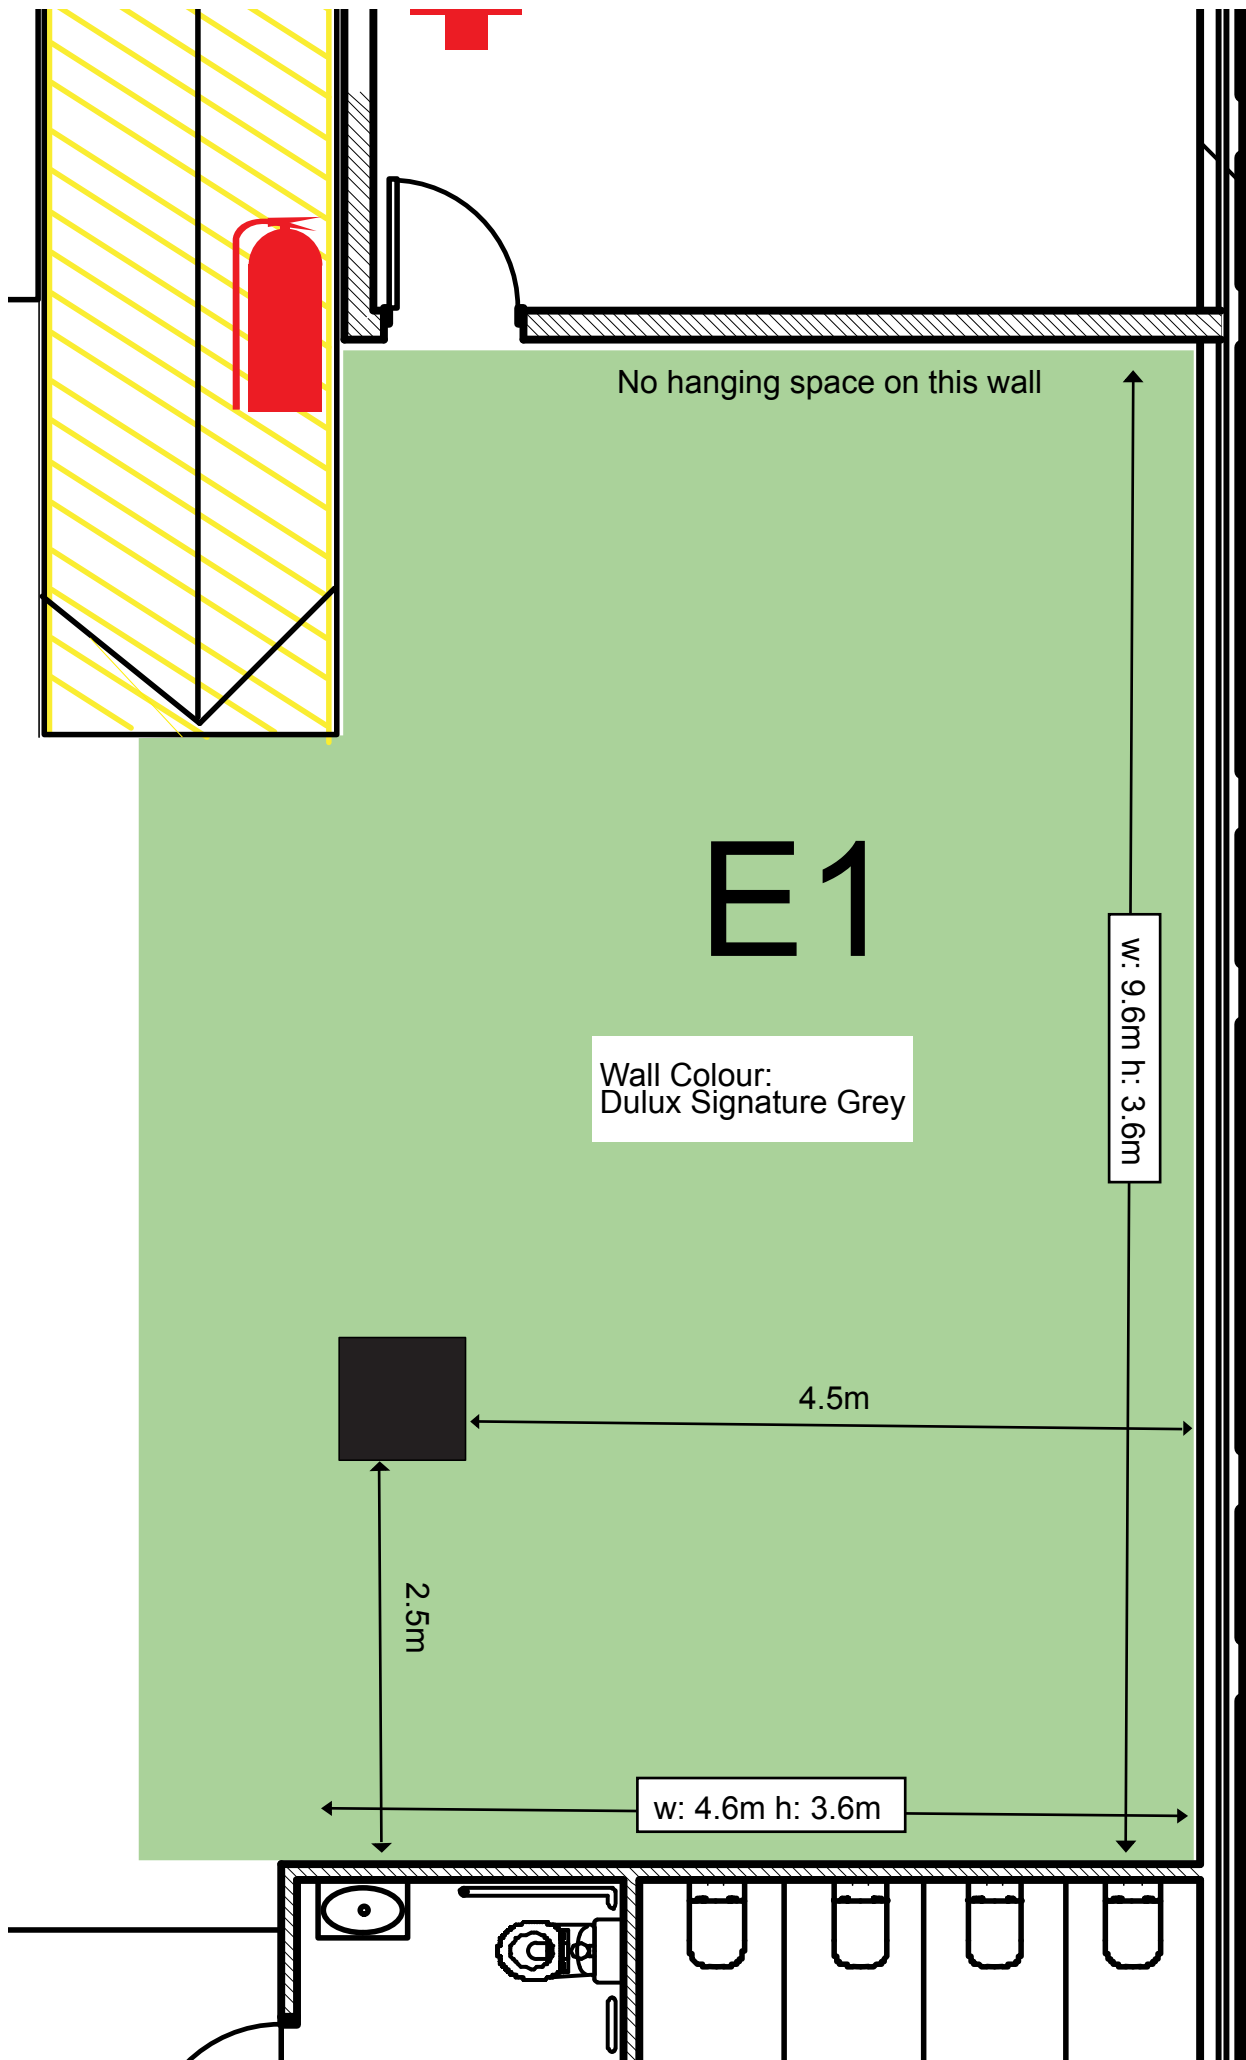 No hanging space on this wall
E1
w: 9.6m h: 3.6m
Wall Colour:
Dulux Signature Grey
4.5m
2.5m
w: 4.6m h: 3.6m